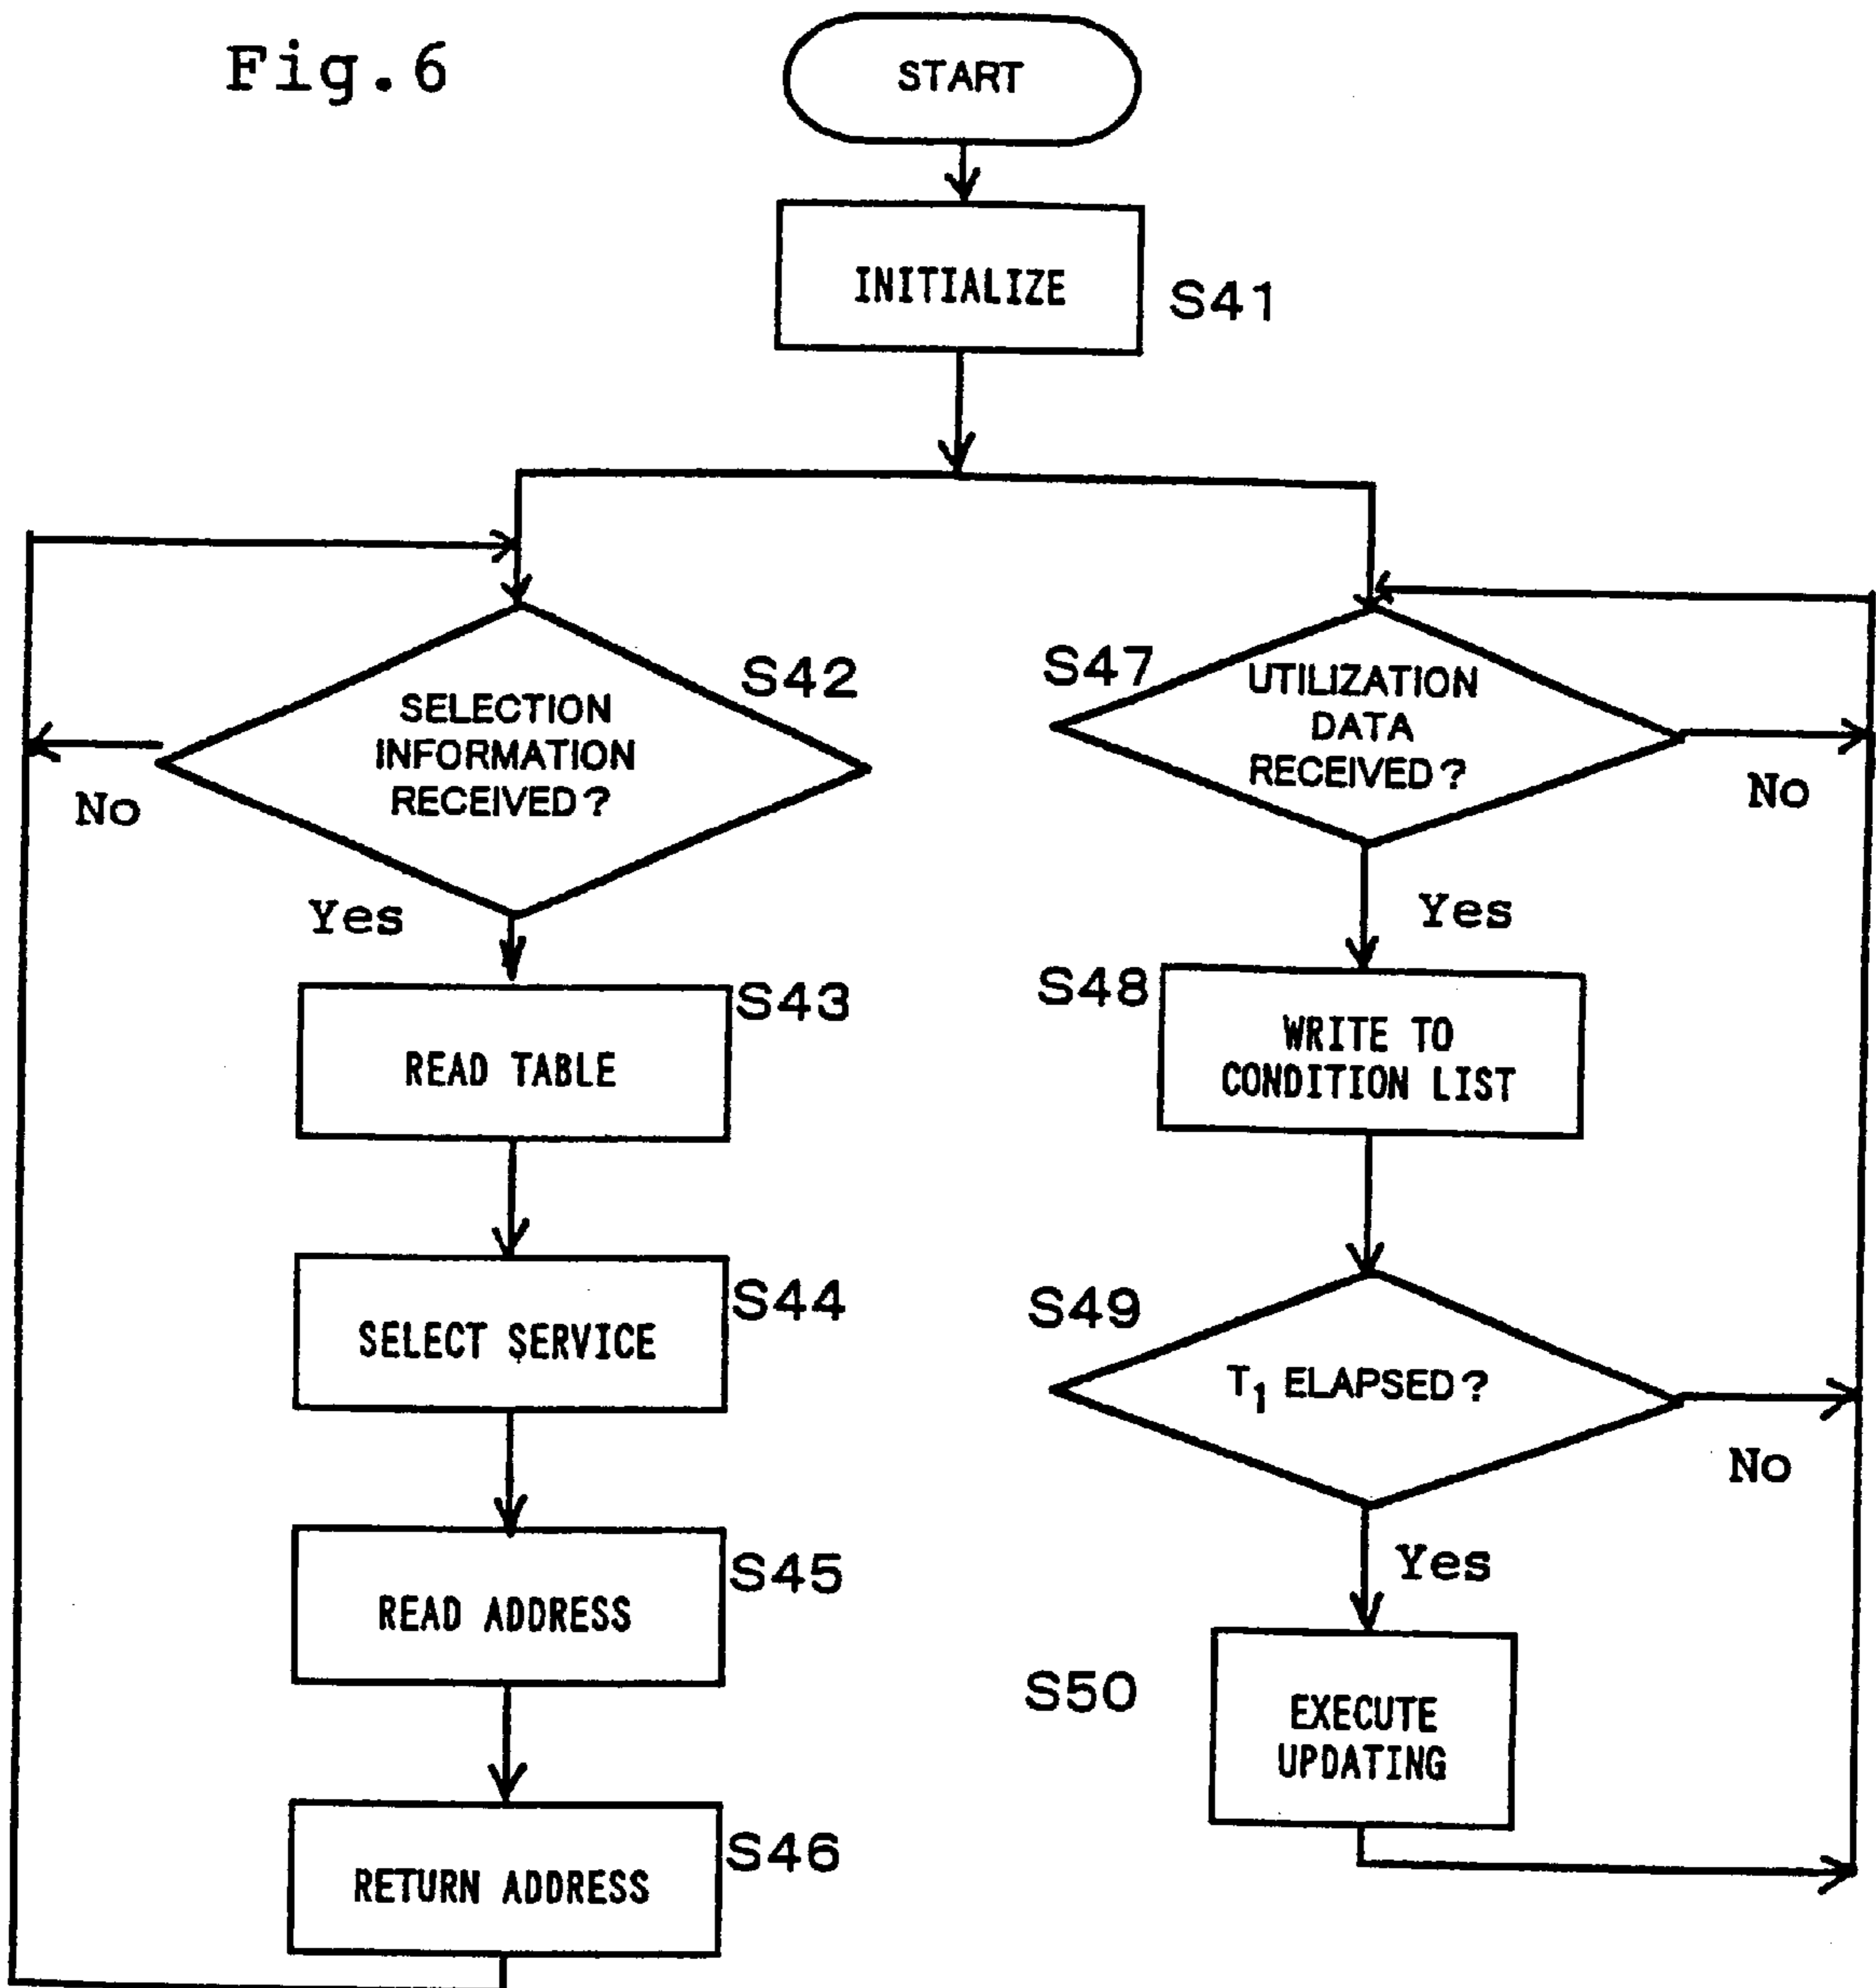 Fig.6
START
INITIALIZE
S41
S42
SELECTION
INFORMATION
RECEIVED?
No
Yes
S43
READ TABLE
S44
SELECT SERVICE
S45
READ ADDRESS
S46
RETURN ADDRESS
S47
UTILIZATION
DATA
RECEIVED?
No
Yes
S48
WRITE TO
CONDITION LIST
S49
T1 ELAPSED?
No
Yes
S50
EXECUTE
UPDATING